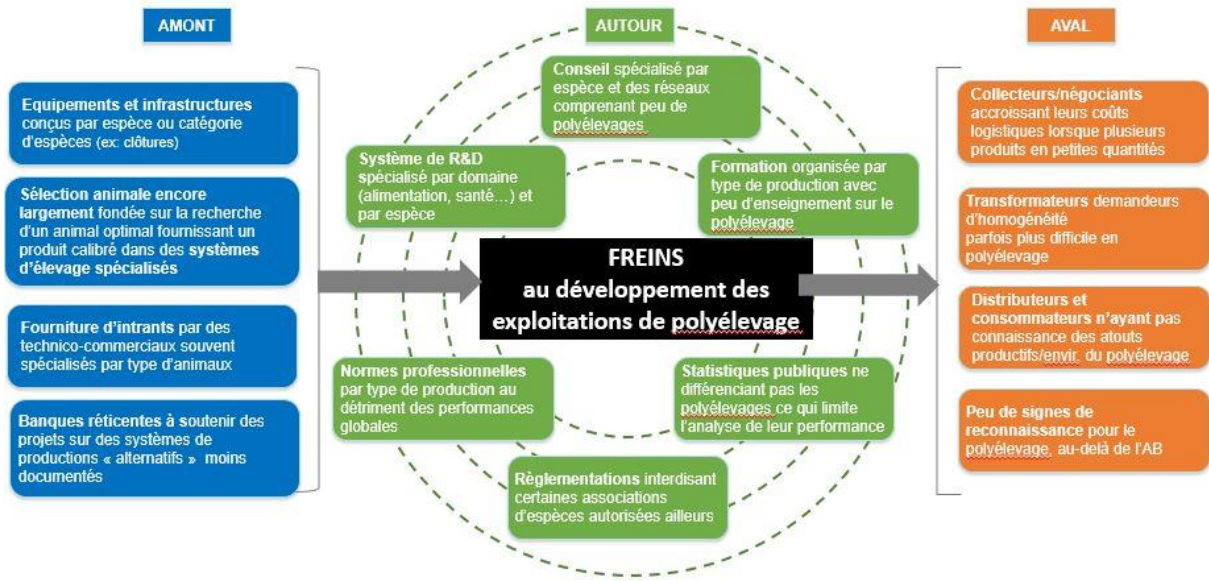 AMONT
Equipements et infrastructures
conçus par espèce ou catégorie
d'espèces (ex: clôtures)
Sélection animale encore
largement fondée sur la recherche
d'un animal optimal fournissant un
produit calibré dans des systèmes
d'élevage spécialisés
Fourniture d'intrants par des
technico-commerciaux souvent
spécialisés par type d'animaux
Banques réticentes à soutenir des
projets sur des systèmes de
productions « alternatifs » moins
documentés
AUTOUR
Conseil spécialisé par
espèce et des réseaux
comprenant peu de
polyélevages
Système de R&D
spécialisé par domaine
(alimentation, santé…) et
par espèce
Formation organisée par
type de production avec
peu d'enseignement sur le
polyélevage
FREINS
au développement des
exploitations de polyélevage
Normes professionnelles
par type de production au
détriment des performances
globales
Statistiques publiques ne
différenciant pas les
polyélevages ce qui limite
l'analyse de leur performance
Règlementations interdisant
certaines associations
d'espèces autorisées ailleurs
AVAL
Collecteurs/négociants
accroissant leurs coûts
logistiques lorsque plusieurs
produits en petites quantités
Transformateurs demandeurs
d'homogénéité
parfois plus difficile en
polyélevage
Distributeurs et
consommateurs n'ayant pas
connaissance des atouts
productifs/envir. du polyélevage
Peu de signes de
reconnaissance pour le
polyélevage, au-delà de l'AB